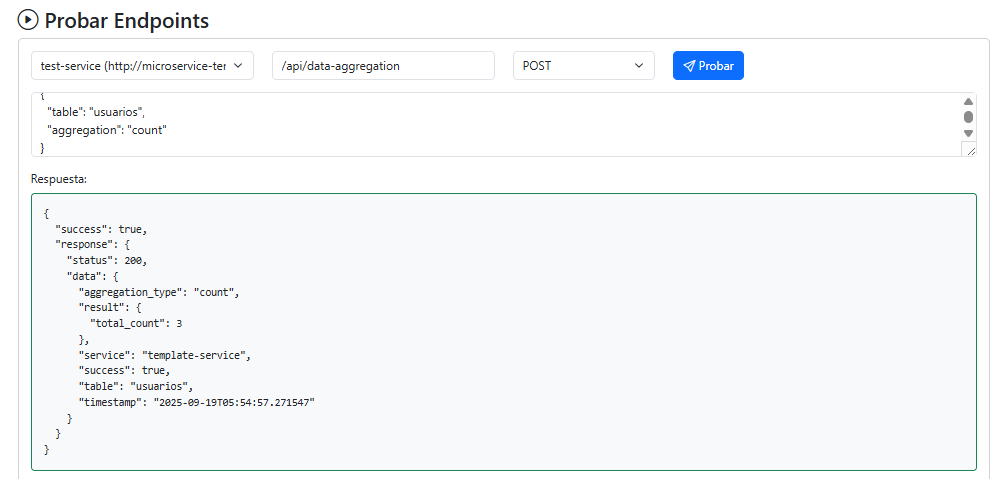 Probar Endpoints
test-service (http://microservice-ter /api/data-aggregation POST Probar
{
"table": "usuarios",
"aggregation": "count"
}
Respuesta:
{
"success": true,
"response": {
"status": 200,
"data": {
"aggregation_type": "count",
"result": {
"total_count": 3
},
"service": "template-service",
"success": true,
"table": "usuarios",
"timestamp": "2025-09-19T05:54:57.271547"
}
}
}